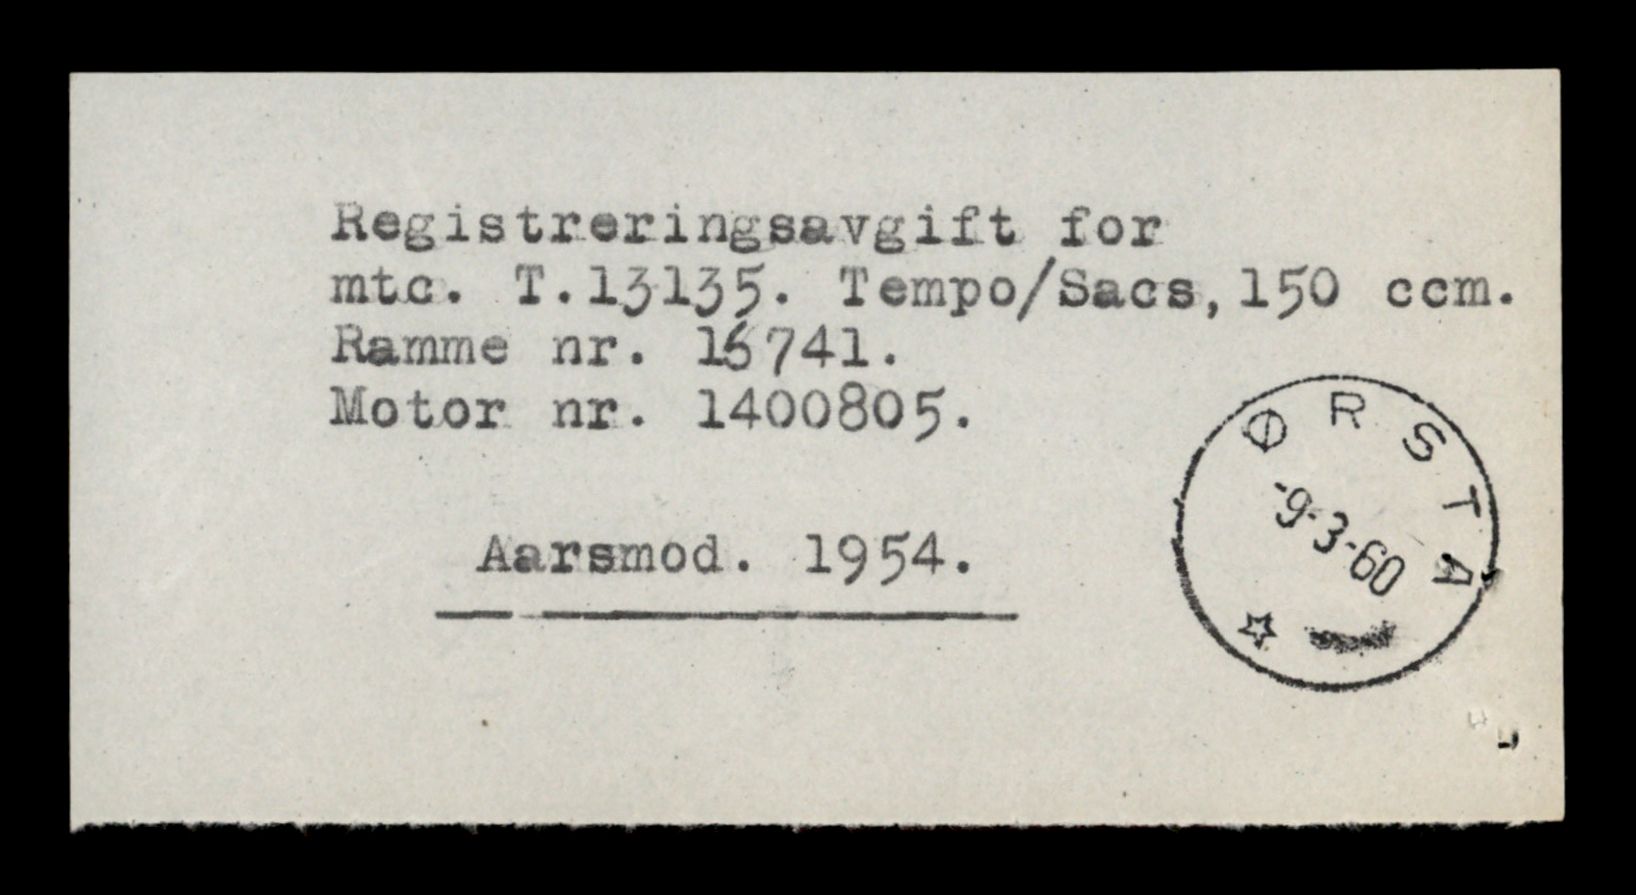 Registreringsavgift for
mtc. T.13135. Tempo/Sacs,150 ccm.
Ramme nr. 16741.
Motor nr. 1400805.
Aarsmod. 1954.
ØRSTA
-9-3-60